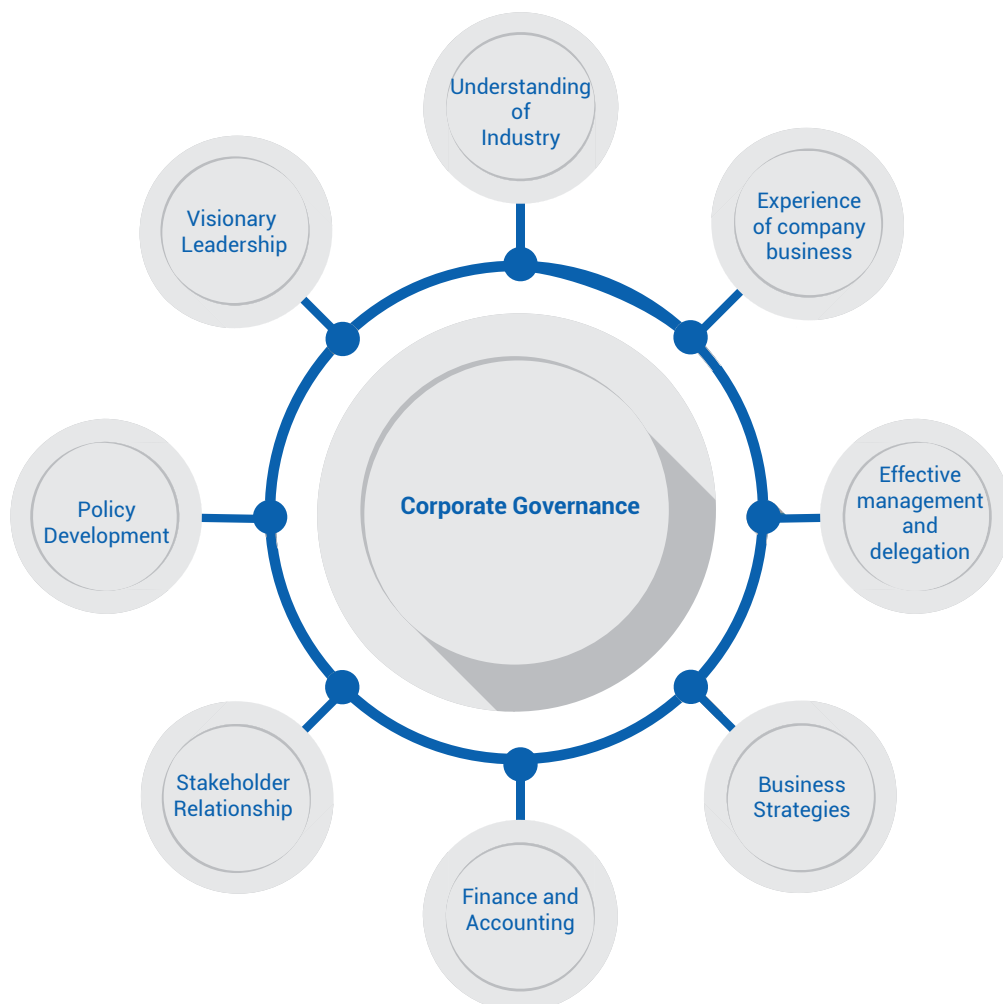 Understanding
of
Industry
Experience
of company
business
Effective
management
and
delegation
Business
Strategies
Finance and
Accounting
Stakeholder
Relationship
Policy
Development
Visionary
Leadership
Corporate Governance